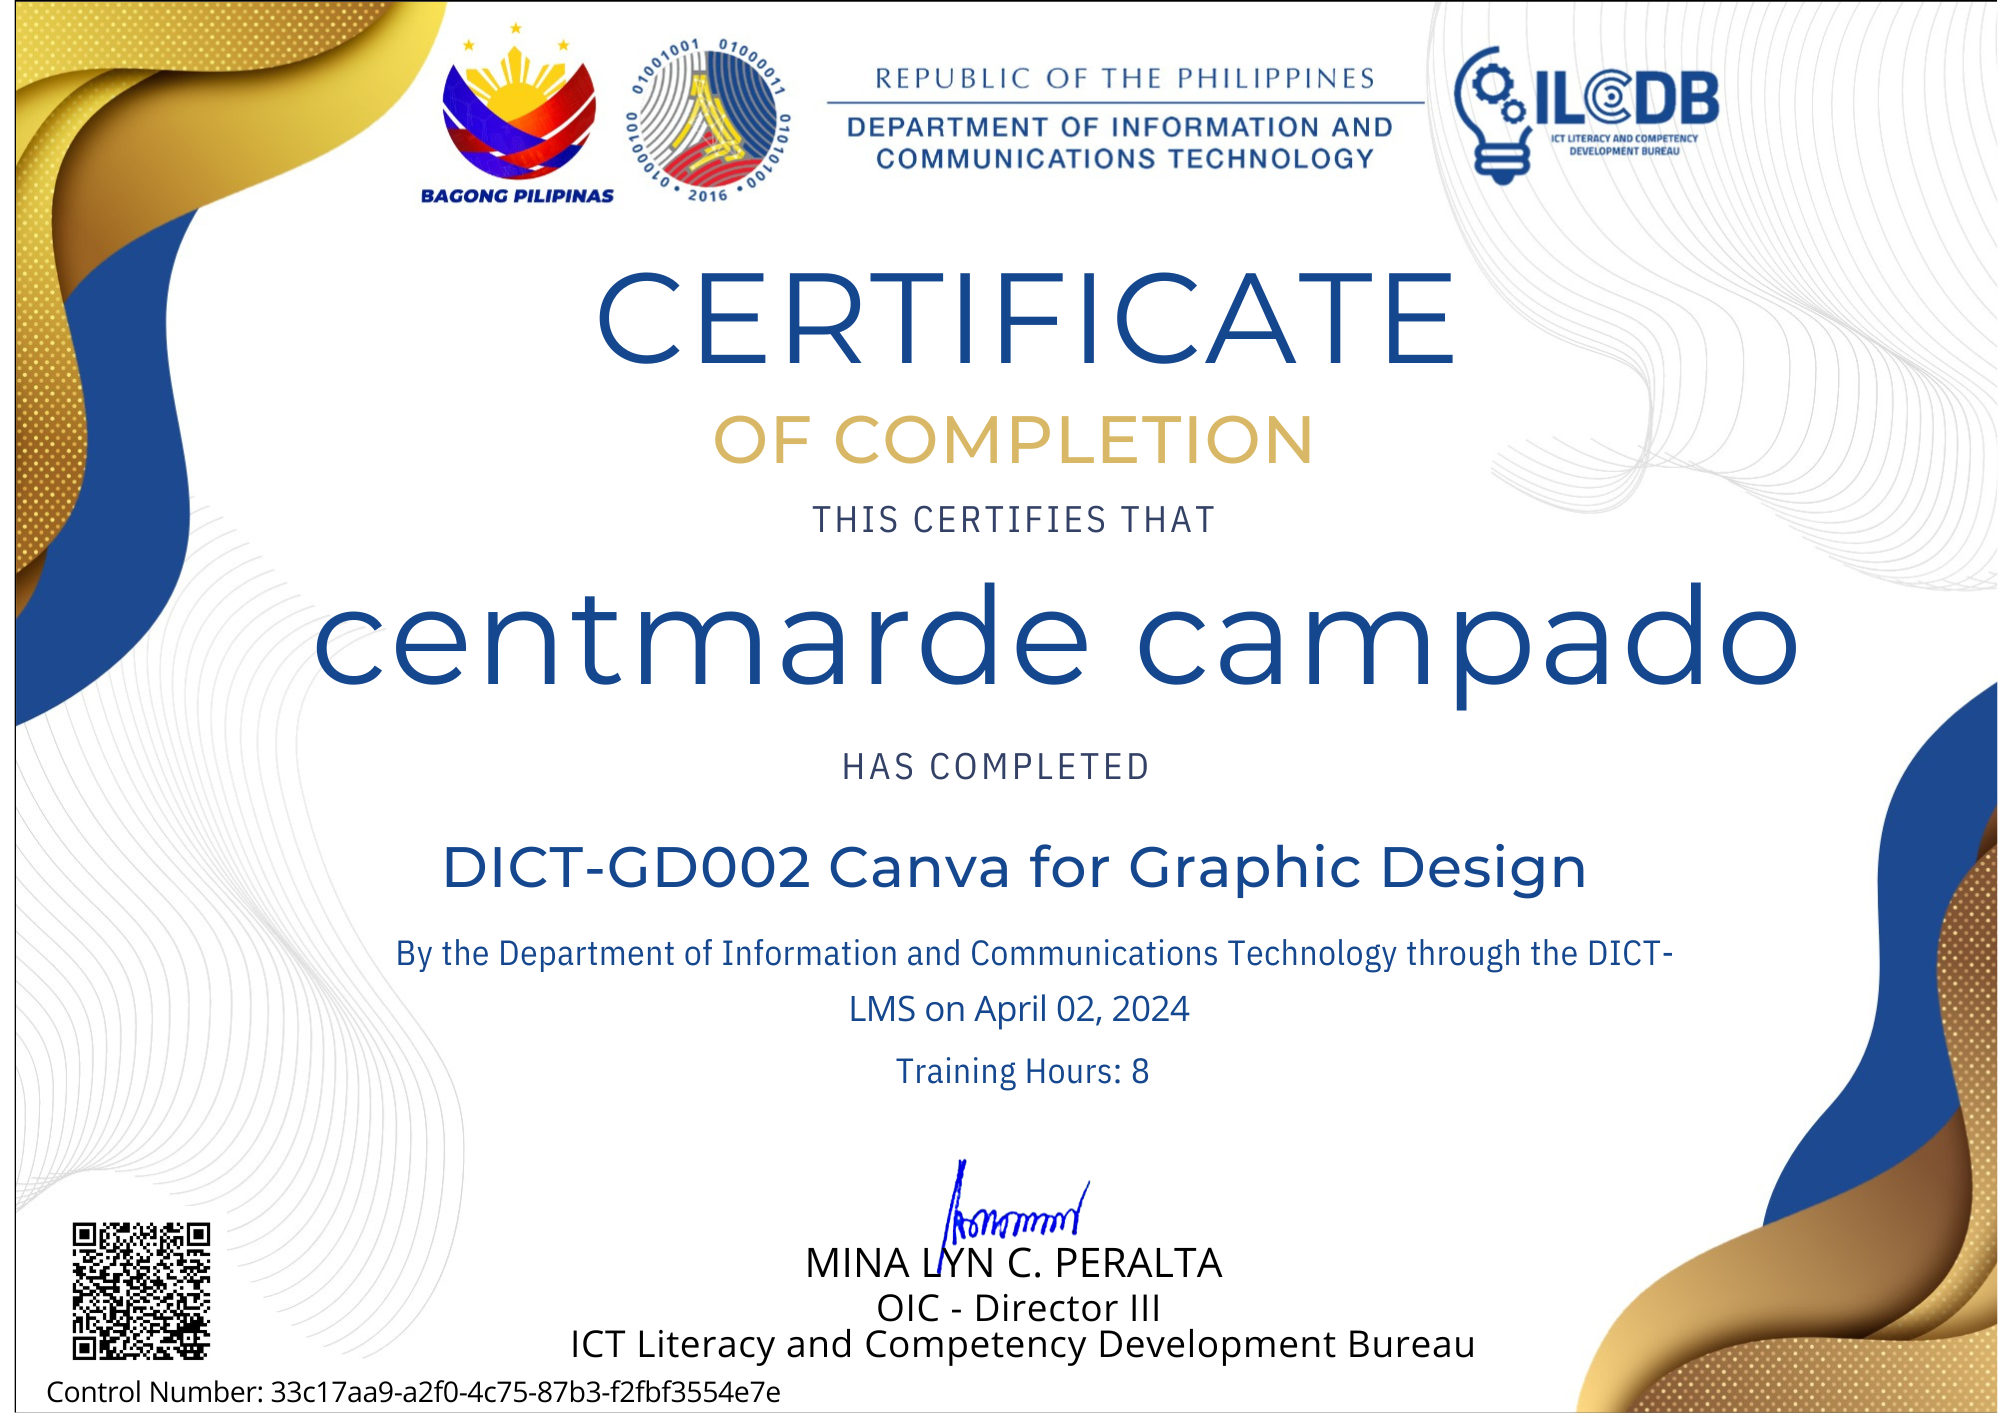 BAGONG PILIPINAS
01001001 01000011 01010100 01000100 • 2016 •
REPUBLIC OF THE PHILIPPINES
DEPARTMENT OF INFORMATION AND
COMMUNICATIONS TECHNOLOGY
ILCDB
ICT LITERACY AND COMPETENCY
DEVELOPMENT BUREAU
CERTIFICATE
OF COMPLETION
THIS CERTIFIES THAT
centmarde campado
HAS COMPLETED
DICT-GD002 Canva for Graphic Design
By the Department of Information and Communications Technology through the DICT-
LMS on April 02, 2024
Training Hours: 8
MINA LYN C. PERALTA
OIC - Director III
ICT Literacy and Competency Development Bureau
Control Number: 33c17aa9-a2f0-4c75-87b3-f2fbf3554e7e